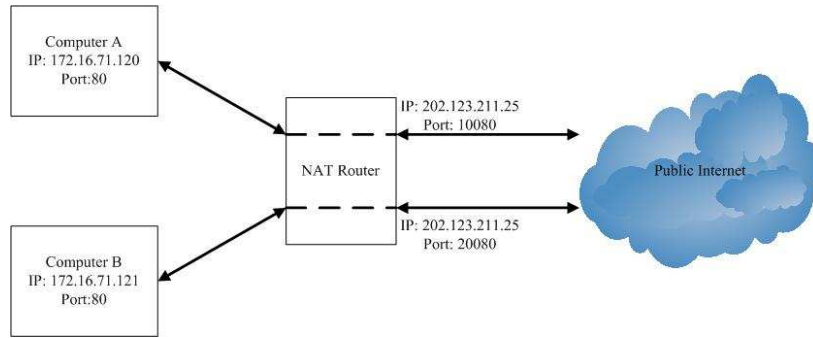 Computer A
IP: 172.16.71.120
Port:80
IP: 202.123.211.25
Port: 10080
NAT Router
Public Internet
IP: 202.123.211.25
Port: 20080
Computer B
IP: 172.16.71.121
Port:80